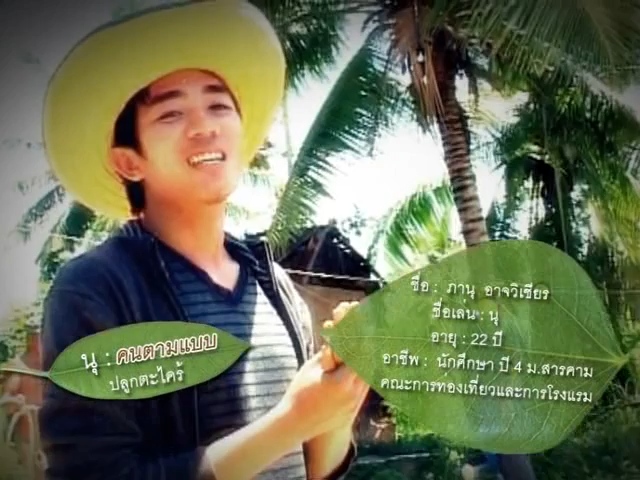 นุ : คนตามแบบ
ปลูกตะไคร้
ชื่อ : ภานุ อาจวิเชียร
ชื่อเล่น : นุ
อายุ : 22 ปี
อาชีพ : นักศึกษา ปี 4 ม.สารคาม
คณะการท่องเที่ยวและการโรงแรม